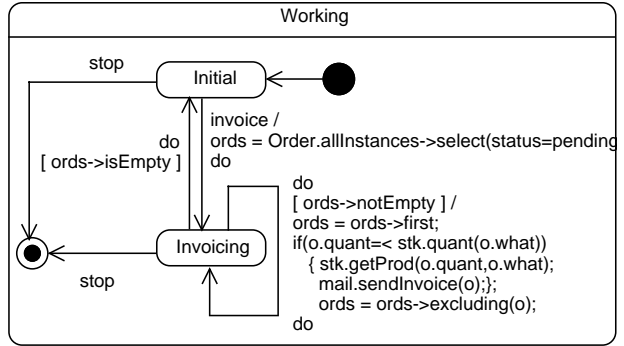 Working
stop
Initial
invoice /
ords = Order.allInstances->select(status=pending
do
do
[ ords->isEmpty ]
do
[ ords->notEmpty ] /
ords = ords->first;
if(o.quant=< stk.quant(o.what))
{ stk.getProd(o.quant,o.what);
mail.sendInvoice(o);};
ords = ords->excluding(o);
do
Invoicing
stop